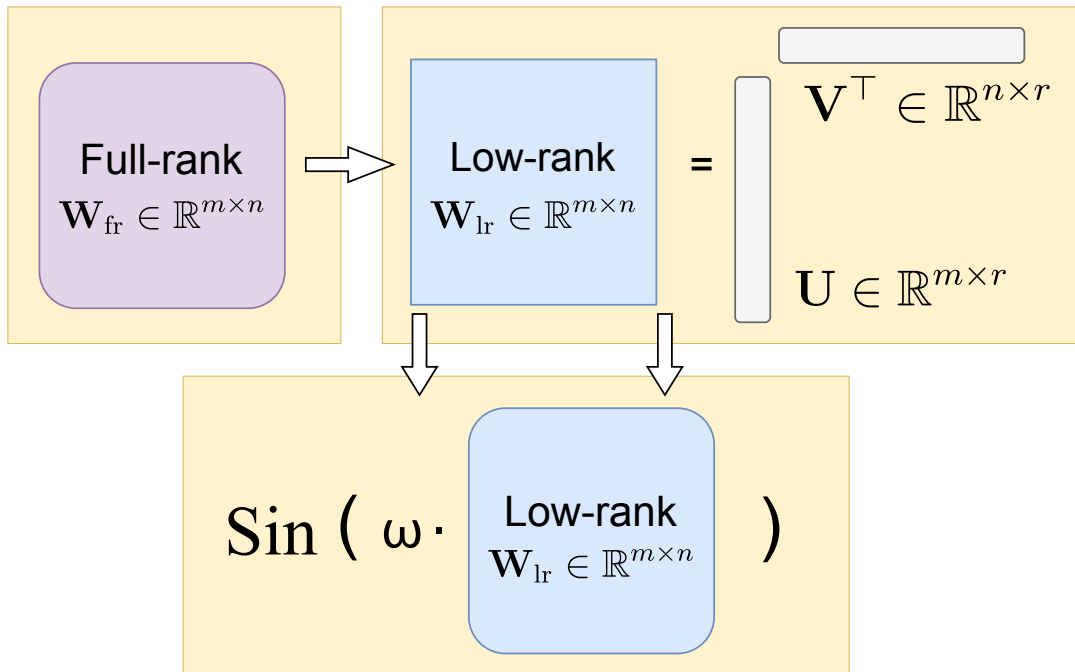 Full-rank
𝐖_fr ∈ ℝ^{m×n}
Low-rank
𝐖_lr ∈ ℝ^{m×n}
=
𝐕^⊤ ∈ ℝ^{n×r}
𝐔 ∈ ℝ^{m×r}
Sin ( ω · )
Low-rank
𝐖_lr ∈ ℝ^{m×n}